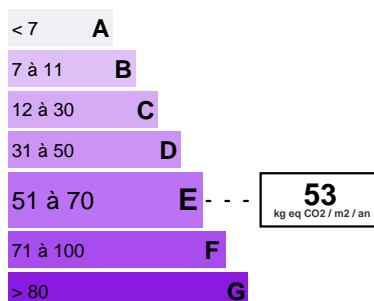 < 7 A
7 à 11 B
12 à 30 C
31 à 50 D
51 à 70 E - - - 53
kg eq CO2 / m2 / an
71 à 100 F
> 80 G